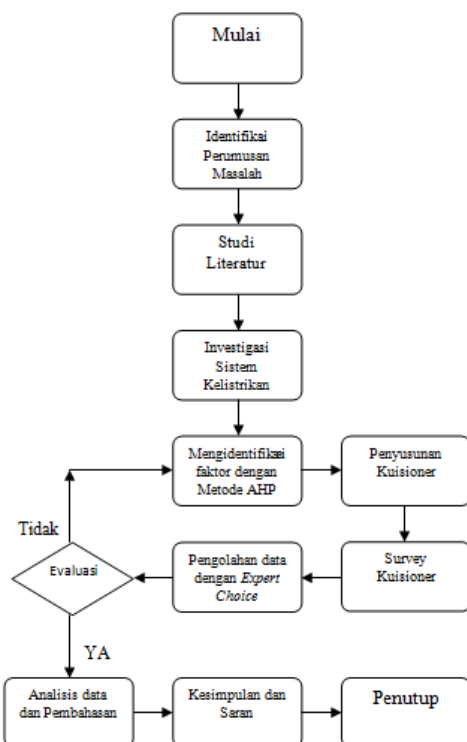 Mulai
Identifikai
Perumusan
Masalah
Studi
Literatur
Investigasi
Sistem
Kelistrikan
Mengidentifikasi
faktor dengan
Metode AHP
Penyusunan
Kuisioner
Tidak
Evaluasi
Pengolahan data
dengan Expert
Choice
Survey
Kuisioner
YA
Analisis data
dan Pembahasan
Kesimpulan dan
Saran
Penutup